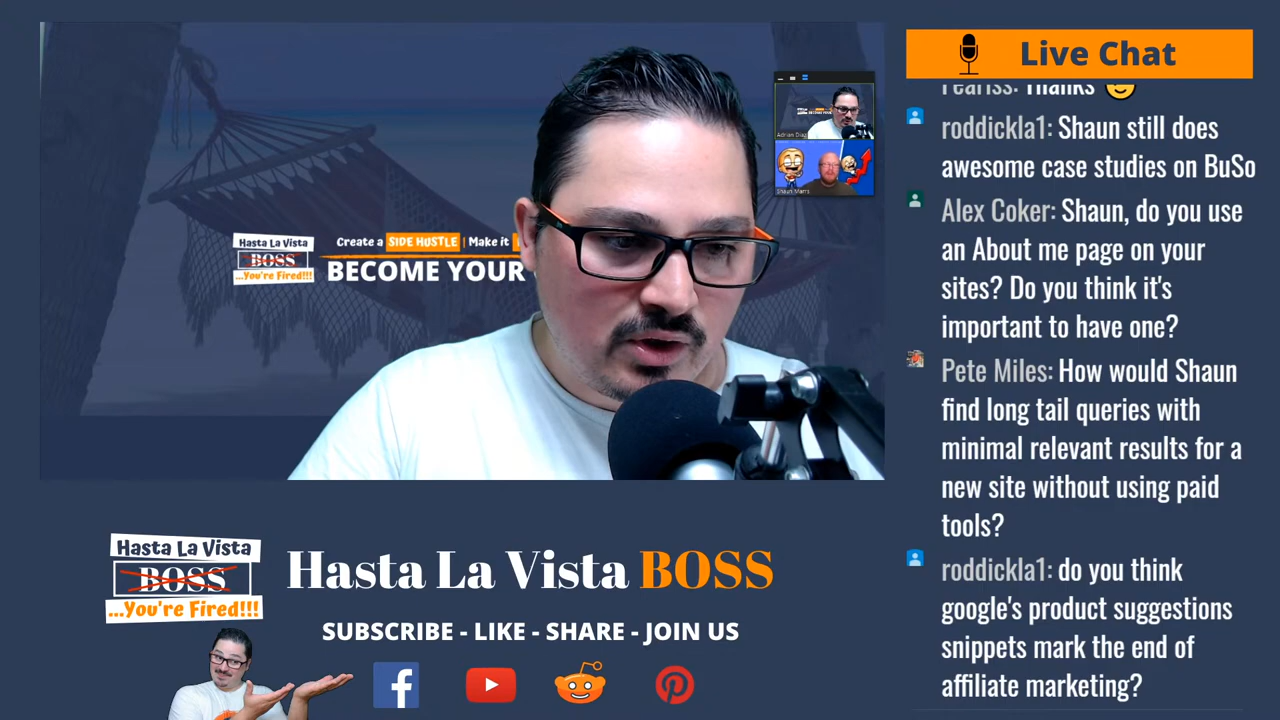 Live Chat
Feariss: Thanks
roddickla1: Shaun still does
awesome case studies on BuSo
Alex Coker: Shaun, do you use
an About me page on your
sites? Do you think it's
important to have one?
Pete Miles: How would Shaun
find long tail queries with
minimal relevant results for a
new site without using paid
tools?
roddickla1: do you think
google's product suggestions
snippets mark the end of
affiliate marketing?
Hasta La Vista
BOSS
...You're Fired!!!
Create a SIDE HUSTLE | Make it
BECOME YOUR
Shaun Marrs
Hasta La Vista
BOSS
...You're Fired!!!
Hasta La Vista BOSS
SUBSCRIBE - LIKE - SHARE - JOIN US